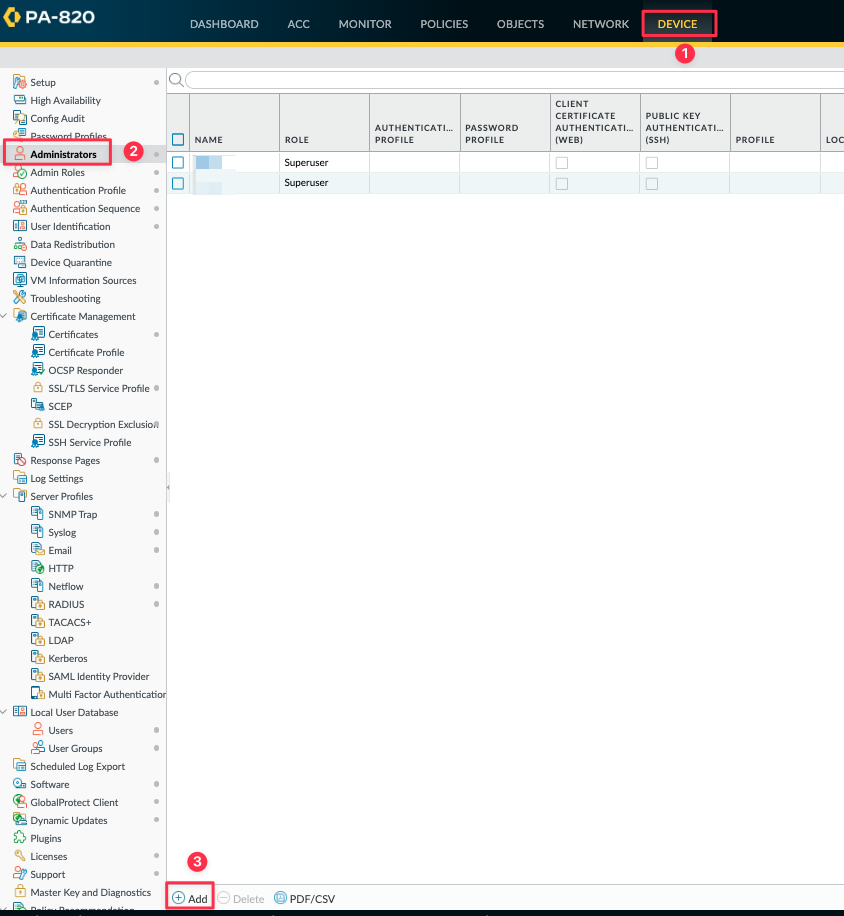 PA-820
DASHBOARD ACC MONITOR POLICIES OBJECTS NETWORK DEVICE
1
Setup
High Availability
Config Audit
Password Profiles
Administrators
2
Admin Roles
Authentication Profile
Authentication Sequence
User Identification
Data Redistribution
Device Quarantine
VM Information Sources
Troubleshooting
Certificate Management
Certificates
Certificate Profile
OCSP Responder
SSL/TLS Service Profile
SCEP
SSL Decryption Exclusion
SSH Service Profile
Response Pages
Log Settings
Server Profiles
SNMP Trap
Syslog
Email
HTTP
Netflow
RADIUS
TACACS+
LDAP
Kerberos
SAML Identity Provider
Multi Factor Authentication
Local User Database
Users
User Groups
Scheduled Log Export
Software
GlobalProtect Client
Dynamic Updates
Plugins
Licenses
Support
Master Key and Diagnostics
Policy Recommendation
NAME
ROLE
AUTHENTICATI...
PROFILE
PASSWORD
PROFILE
CLIENT
CERTIFICATE
AUTHENTICATI...
(WEB)
PUBLIC KEY
AUTHENTICATI...
(SSH)
PROFILE
LOC
Superuser
Superuser
3
Add Delete PDF/CSV